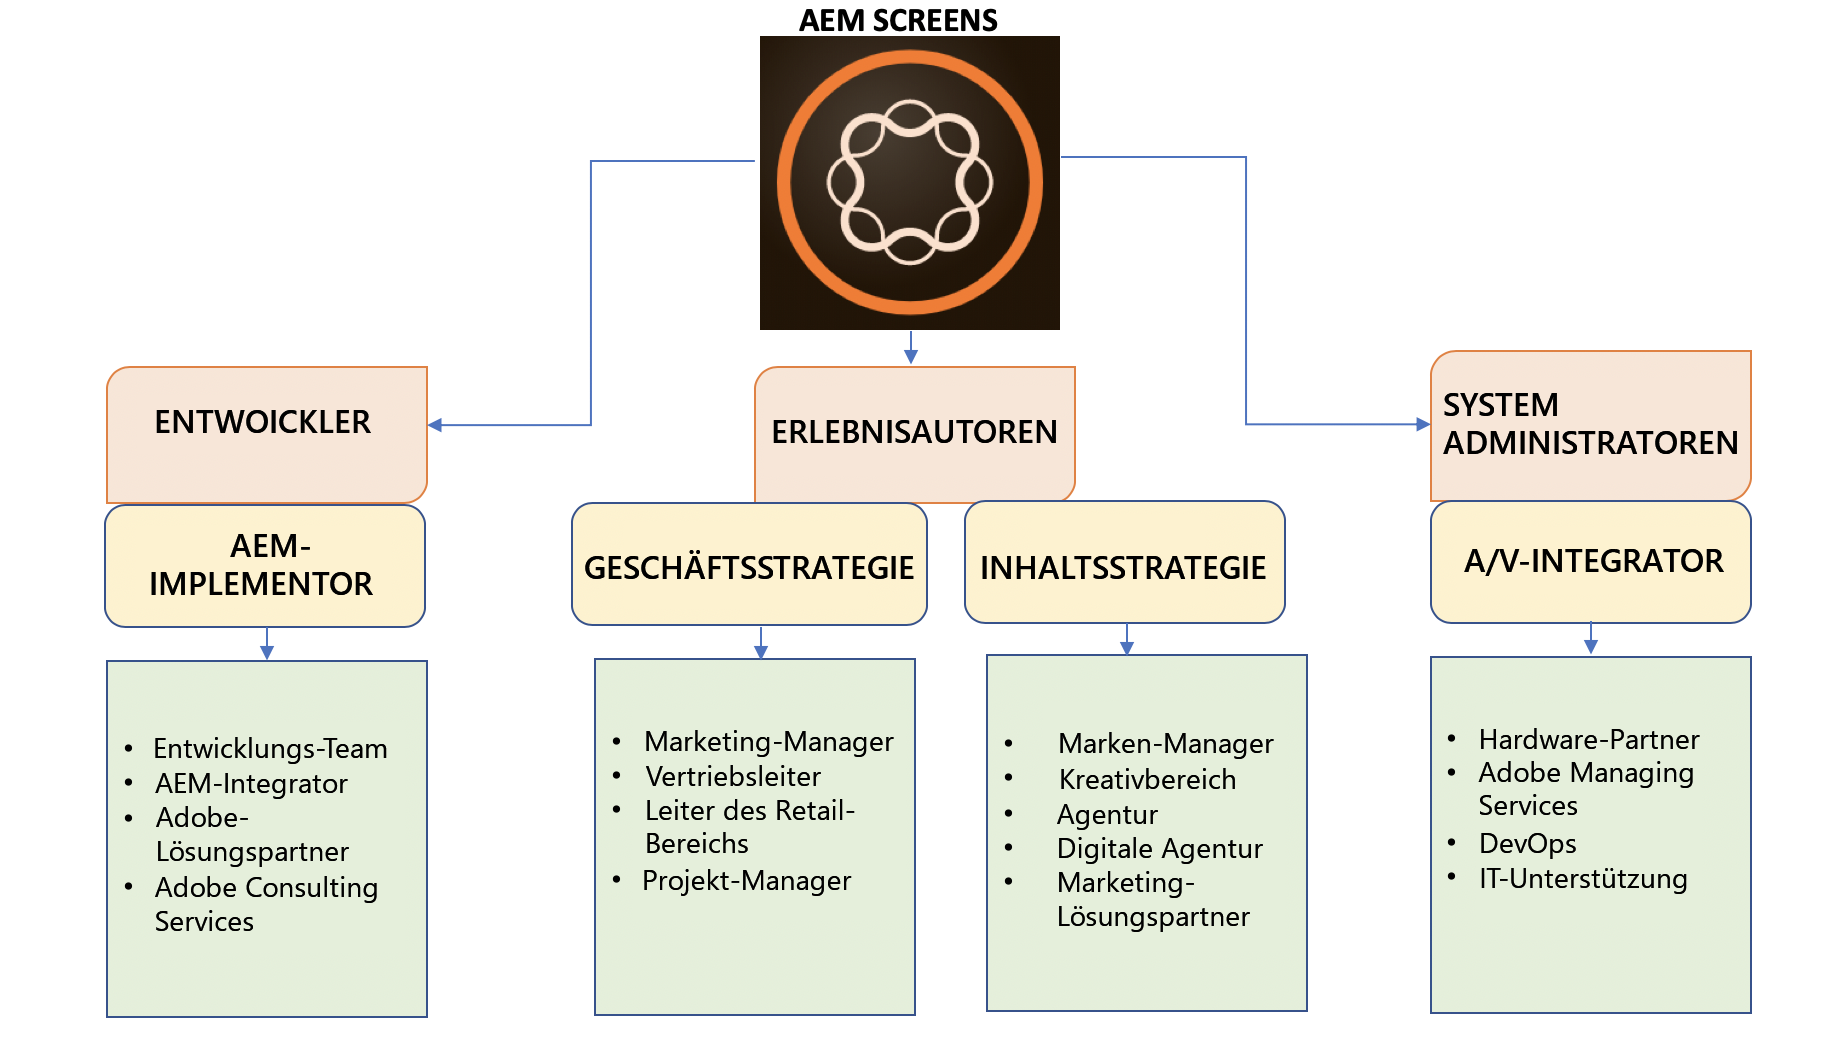 AEM SCREENS
ENTWOICKLER
ERLEBNISAUTOREN
SYSTEM
ADMINISTRATOREN
AEM-
IMPLEMENTOR
GESCHÄFTSSTRATEGIE
INHALTSSTRATEGIE
A/V-INTEGRATOR
• Entwicklungs-Team
• AEM-Integrator
• Adobe-
Lösungspartner
• Adobe Consulting
Services
• Marketing-Manager
• Vertriebsleiter
• Leiter des Retail-
Bereichs
• Projekt-Manager
• Marken-Manager
• Kreativbereich
• Agentur
• Digitale Agentur
• Marketing-
Lösungspartner
• Hardware-Partner
• Adobe Managing
Services
• DevOps
• IT-Unterstützung